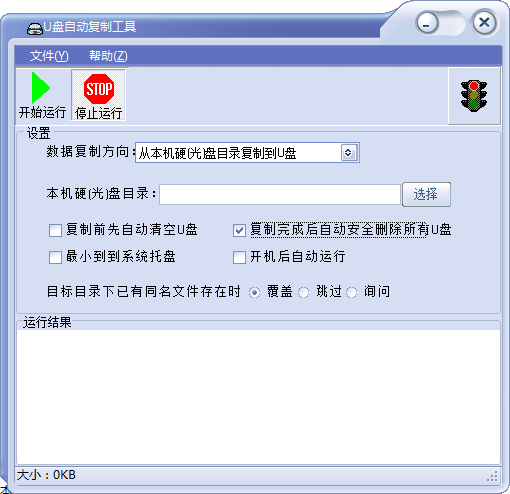 U盘自动复制工具
文件(Y) 帮助(Z)
STOP
开始运行 停止运行
设置
数据复制方向: 从本机硬(光)盘目录复制到U盘
本机硬(光)盘目录: 选择
复制前先自动清空U盘 复制完成后自动安全删除所有U盘
最小到到系统托盘 开机后自动运行
目标目录下已有同名文件存在时 覆盖 跳过 询问
运行结果
大小：0KB